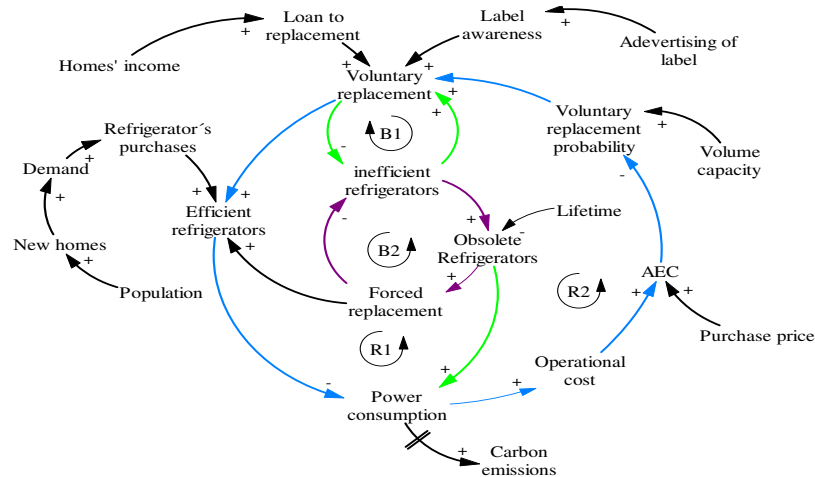 Loan to
replacement
Label
awareness
Adevertising of
label
Homes' income
+
+
+
+
Voluntary
replacement
+
+
+
Voluntary
replacement
probability
+
Volume
capacity
-
Refrigerator´s
purchases
Demand
+
+
New homes
+
Population
B1
-
inefficient
refrigerators
+
+
Efficient
refrigerators
+
-
B2
+
Obsolete
Refrigerators
-
Lifetime
+
Forced
replacement
R1
R2
AEC
+
+
Purchase price
Operational
cost
+
+
-
Power
consumption
+
Carbon
emissions